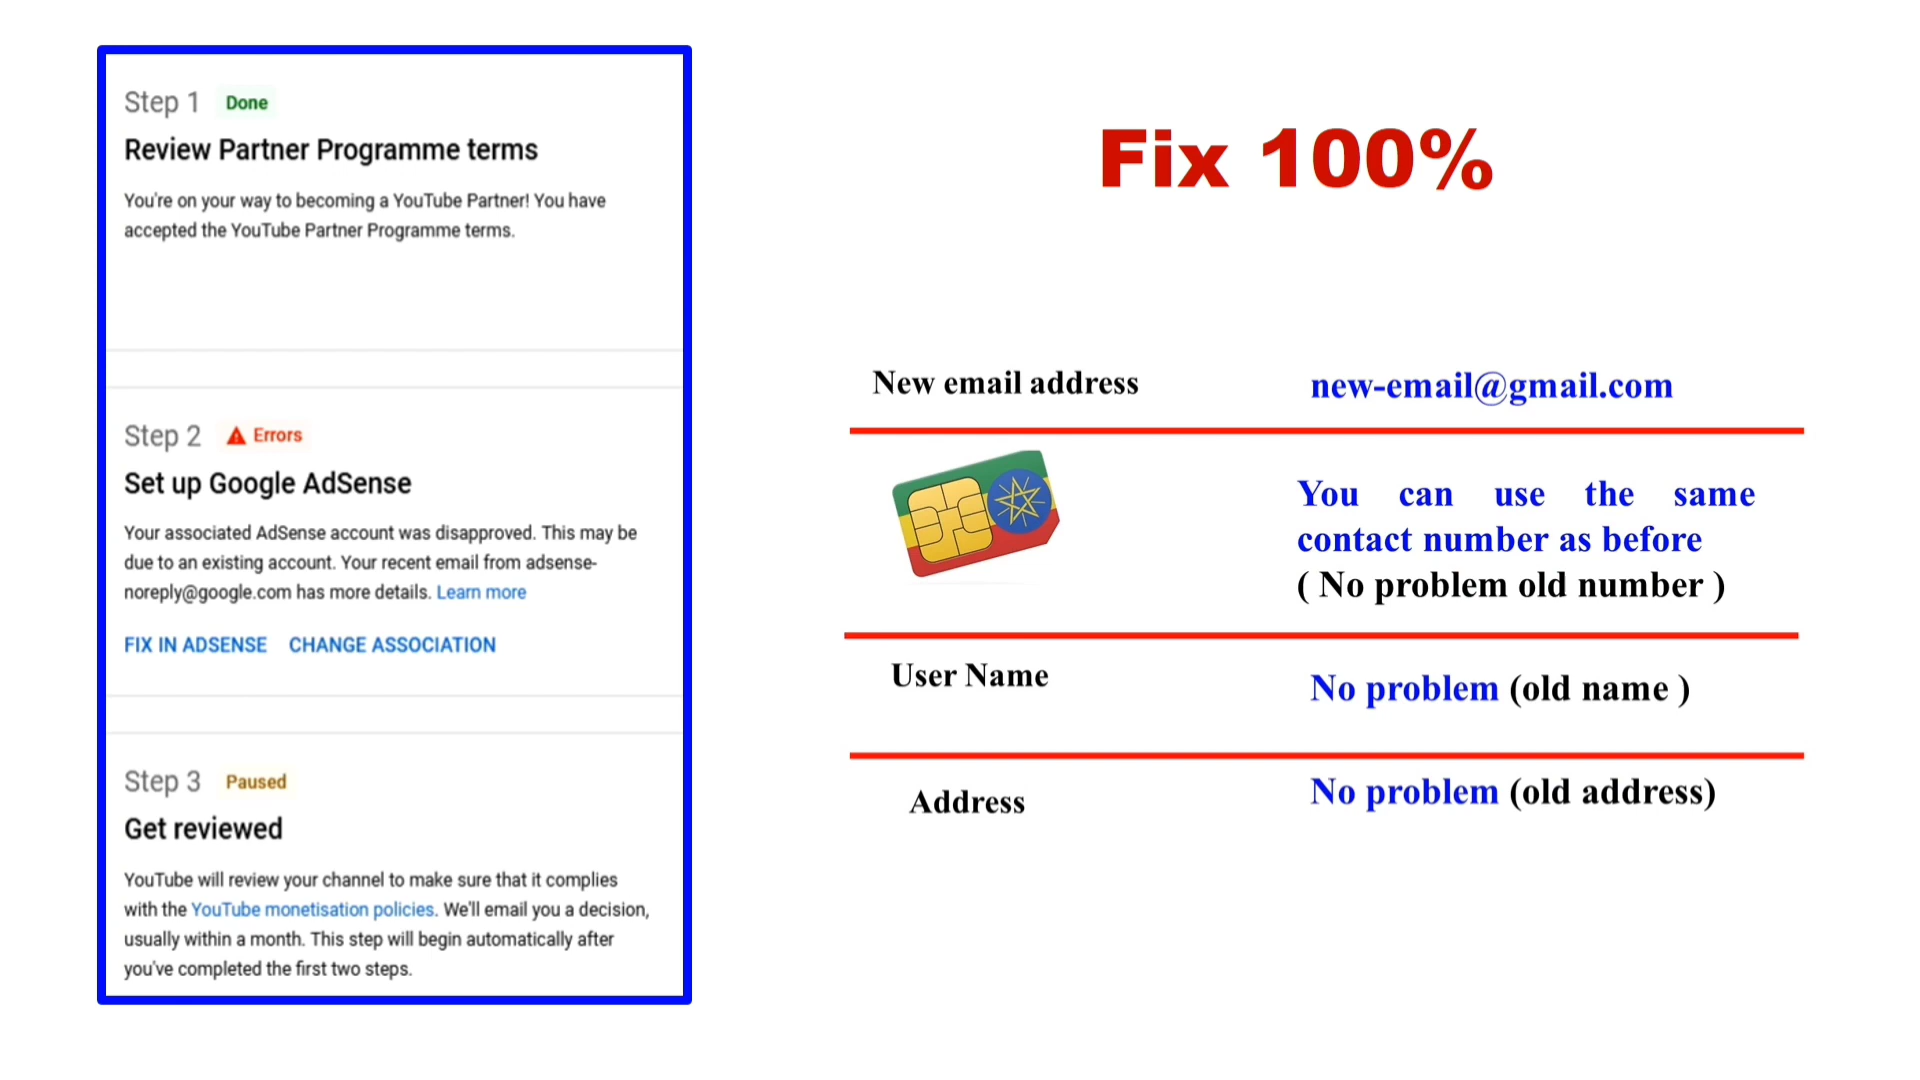 Step 1 Done
Review Partner Programme terms
You're on your way to becoming a YouTube Partner! You have
accepted the YouTube Partner Programme terms.
Step 2 Errors
Set up Google AdSense
Your associated AdSense account was disapproved. This may be
due to an existing account. Your recent email from adsense-
noreply@google.com has more details. Learn more
FIX IN ADSENSE CHANGE ASSOCIATION
Step 3 Paused
Get reviewed
YouTube will review your channel to make sure that it complies
with the YouTube monetisation policies. We'll email you a decision,
usually within a month. This step will begin automatically after
you've completed the first two steps.
Fix 100%
New email address new-email@gmail.com
You can use the same
contact number as before
( No problem old number )
User Name No problem (old name )
Address No problem (old address)